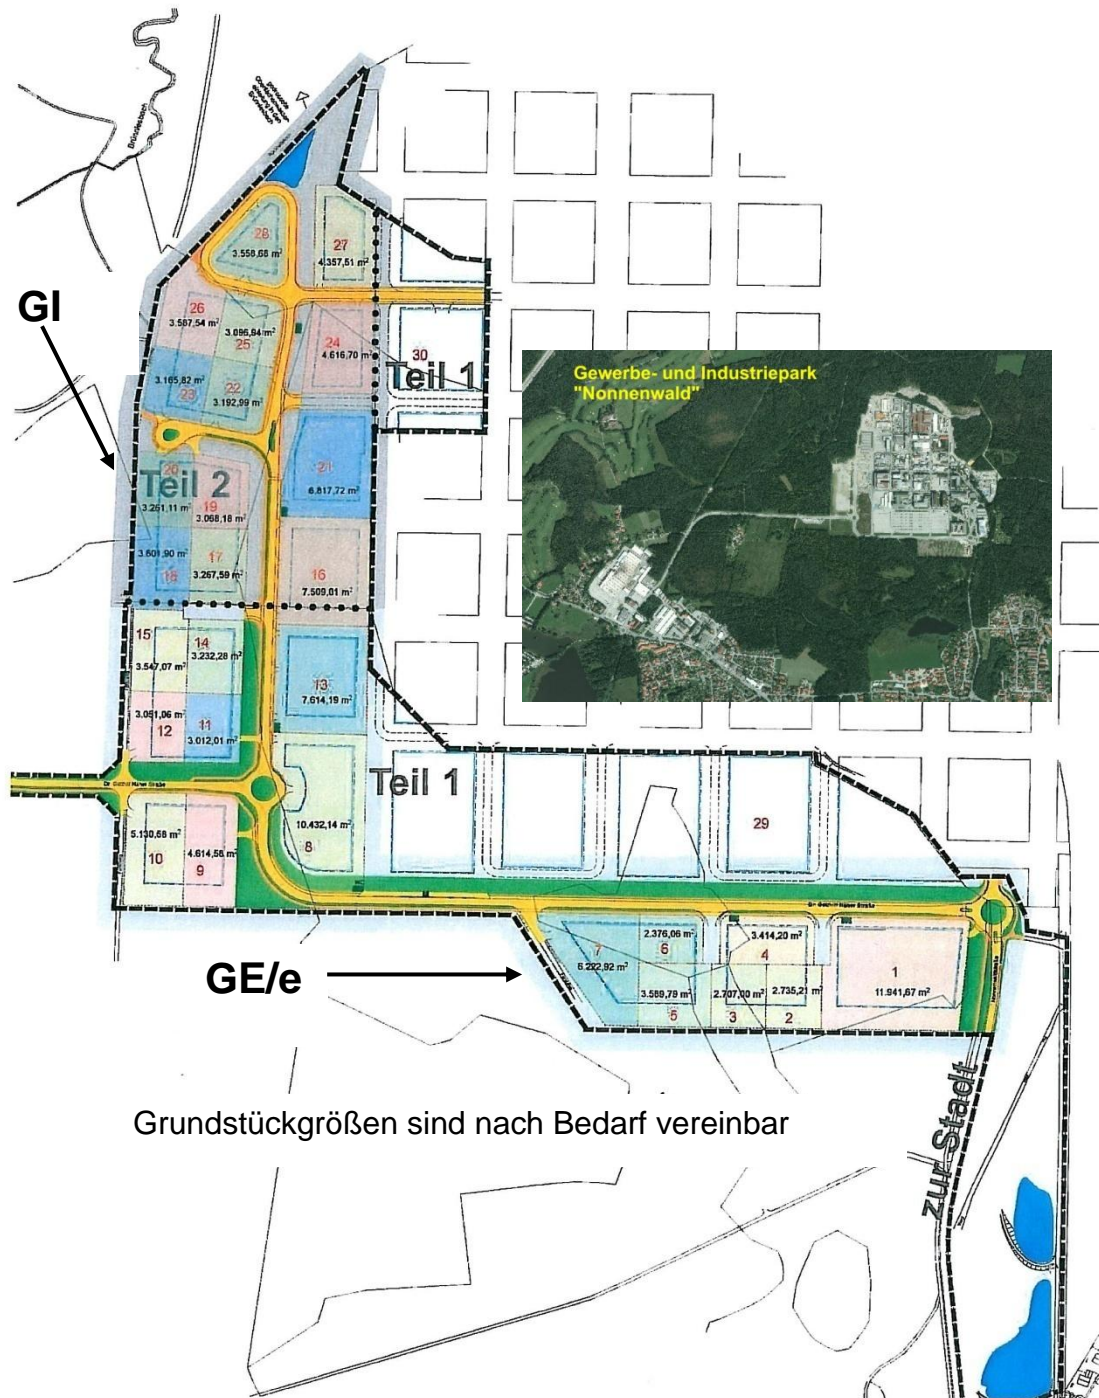 Brünnlesbach
28
3.558,68 m²
27
4.357,51 m²
GI
26
3.587,54 m²
3.096,94 m²
25
24
4.616,70 m²
30
Teil 1
Gewerbe- und Industriepark
"Nonnenwald"
3.165,82 m²
23
22
3.192,99 m²
20
Teil 2
3.261,11 m²
19
3.068,18 m²
21
6.817,72 m²
3.601,90 m²
18
17
3.267,59 m²
16
7.509,01 m²
15
3.547,07 m²
14
3.232,28 m²
13
7.614,19 m²
3.051,06 m²
12
11
3.012,01 m²
Teil 1
10.432,14 m²
8
29
5.130,68 m²
10
4.614,58 m²
9
GE/e
7
6.222,92 m²
2.376,06 m²
6
3.414,20 m²
4
1
11.941,67 m²
3.589,79 m²
5
2.707,00 m²
3
2.735,21 m²
2
zur Stadt
Grundstückgrößen sind nach Bedarf vereinbar